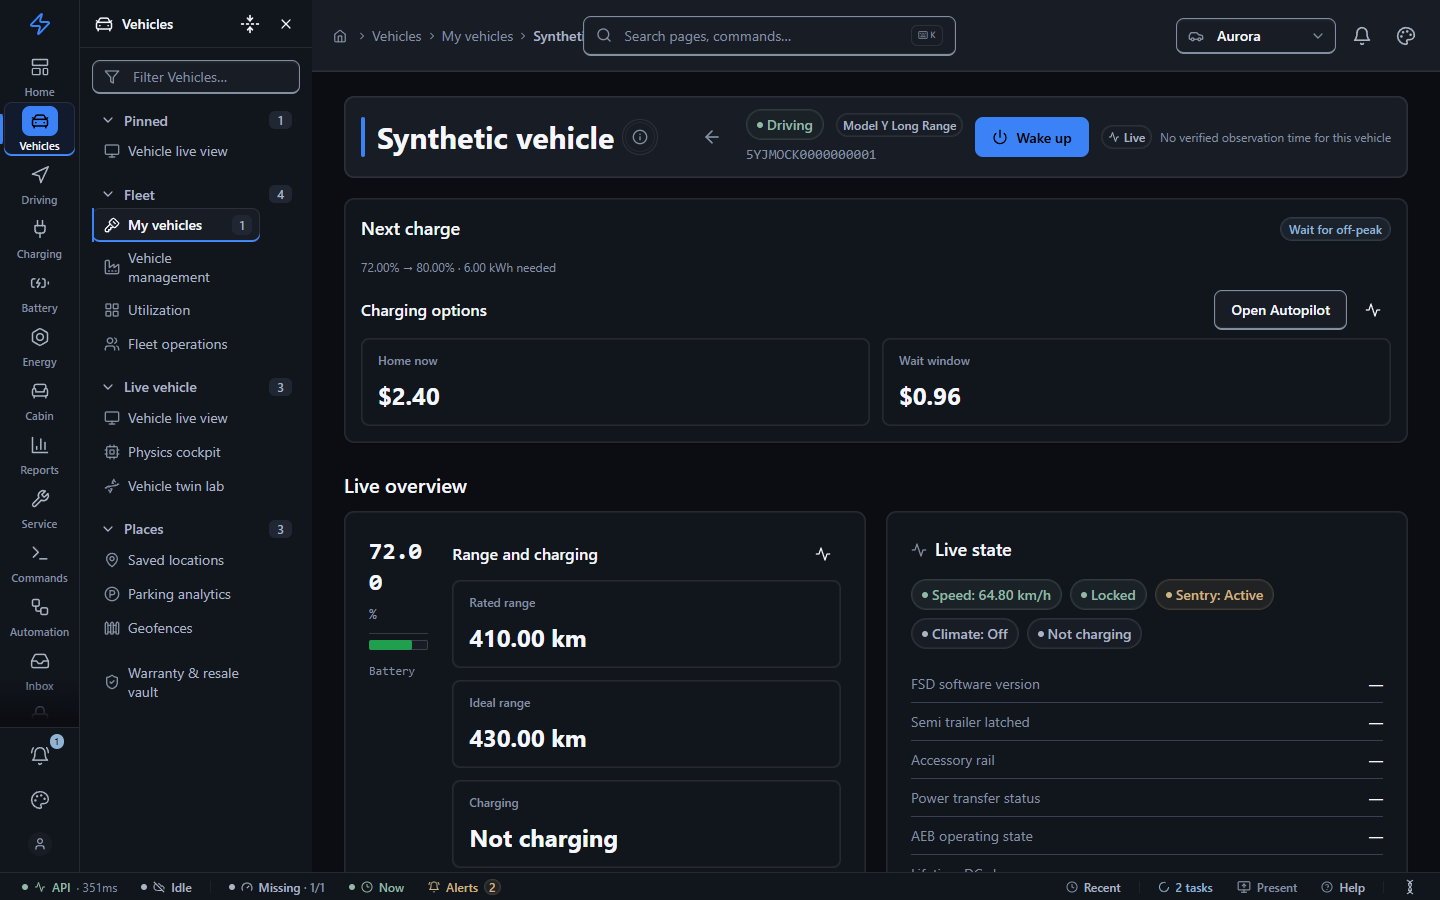 Home
Vehicles
Driving
Charging
Battery
Energy
Cabin
Reports
Service
Commands
Automation
Inbox
1
Vehicles
Filter Vehicles...
Pinned 1
Vehicle live view
Fleet 4
My vehicles 1
Vehicle
management
Utilization
Fleet operations
Live vehicle 3
Vehicle live view
Physics cockpit
Vehicle twin lab
Places 3
Saved locations
Parking analytics
Geofences
Warranty & resale
vault
Vehicles My vehicles
Search pages, commands... K
Aurora
Synthetic vehicle
Driving Model Y Long Range
5YJMOCK0000000001
Wake up
Live No verified observation time for this vehicle
Next charge
Wait for off-peak
72.00% → 80.00% · 6.00 kWh needed
Charging options
Open Autopilot
Home now
$2.40
Wait window
$0.96
Live overview
72.0
0
%
Battery
Range and charging
Rated range
410.00 km
Ideal range
430.00 km
Charging
Not charging
Live state
Speed: 64.80 km/h Locked Sentry: Active
Climate: Off Not charging
FSD software version —
Semi trailer latched —
Accessory rail —
Power transfer status —
AEB operating state —
API · 351ms Idle Missing · 1/1 Now Alerts 2
Recent 2 tasks Present Help